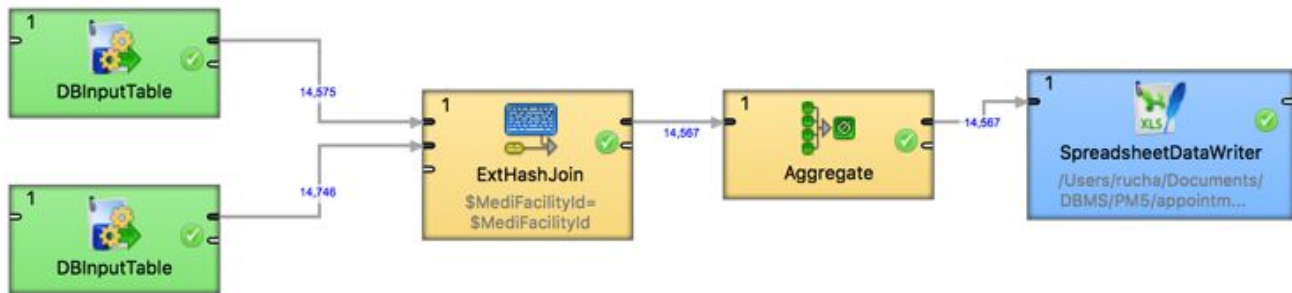 1
DBInputTable
14,575
1
DBInputTable
14,746
1
ExtHashJoin
$MediFacilityId=
$MediFacilityId
14,567
1
Aggregate
14,567
1
XLS
SpreadsheetDataWriter
/Users/rucha/Documents/
DBMS/PM5/appointm...